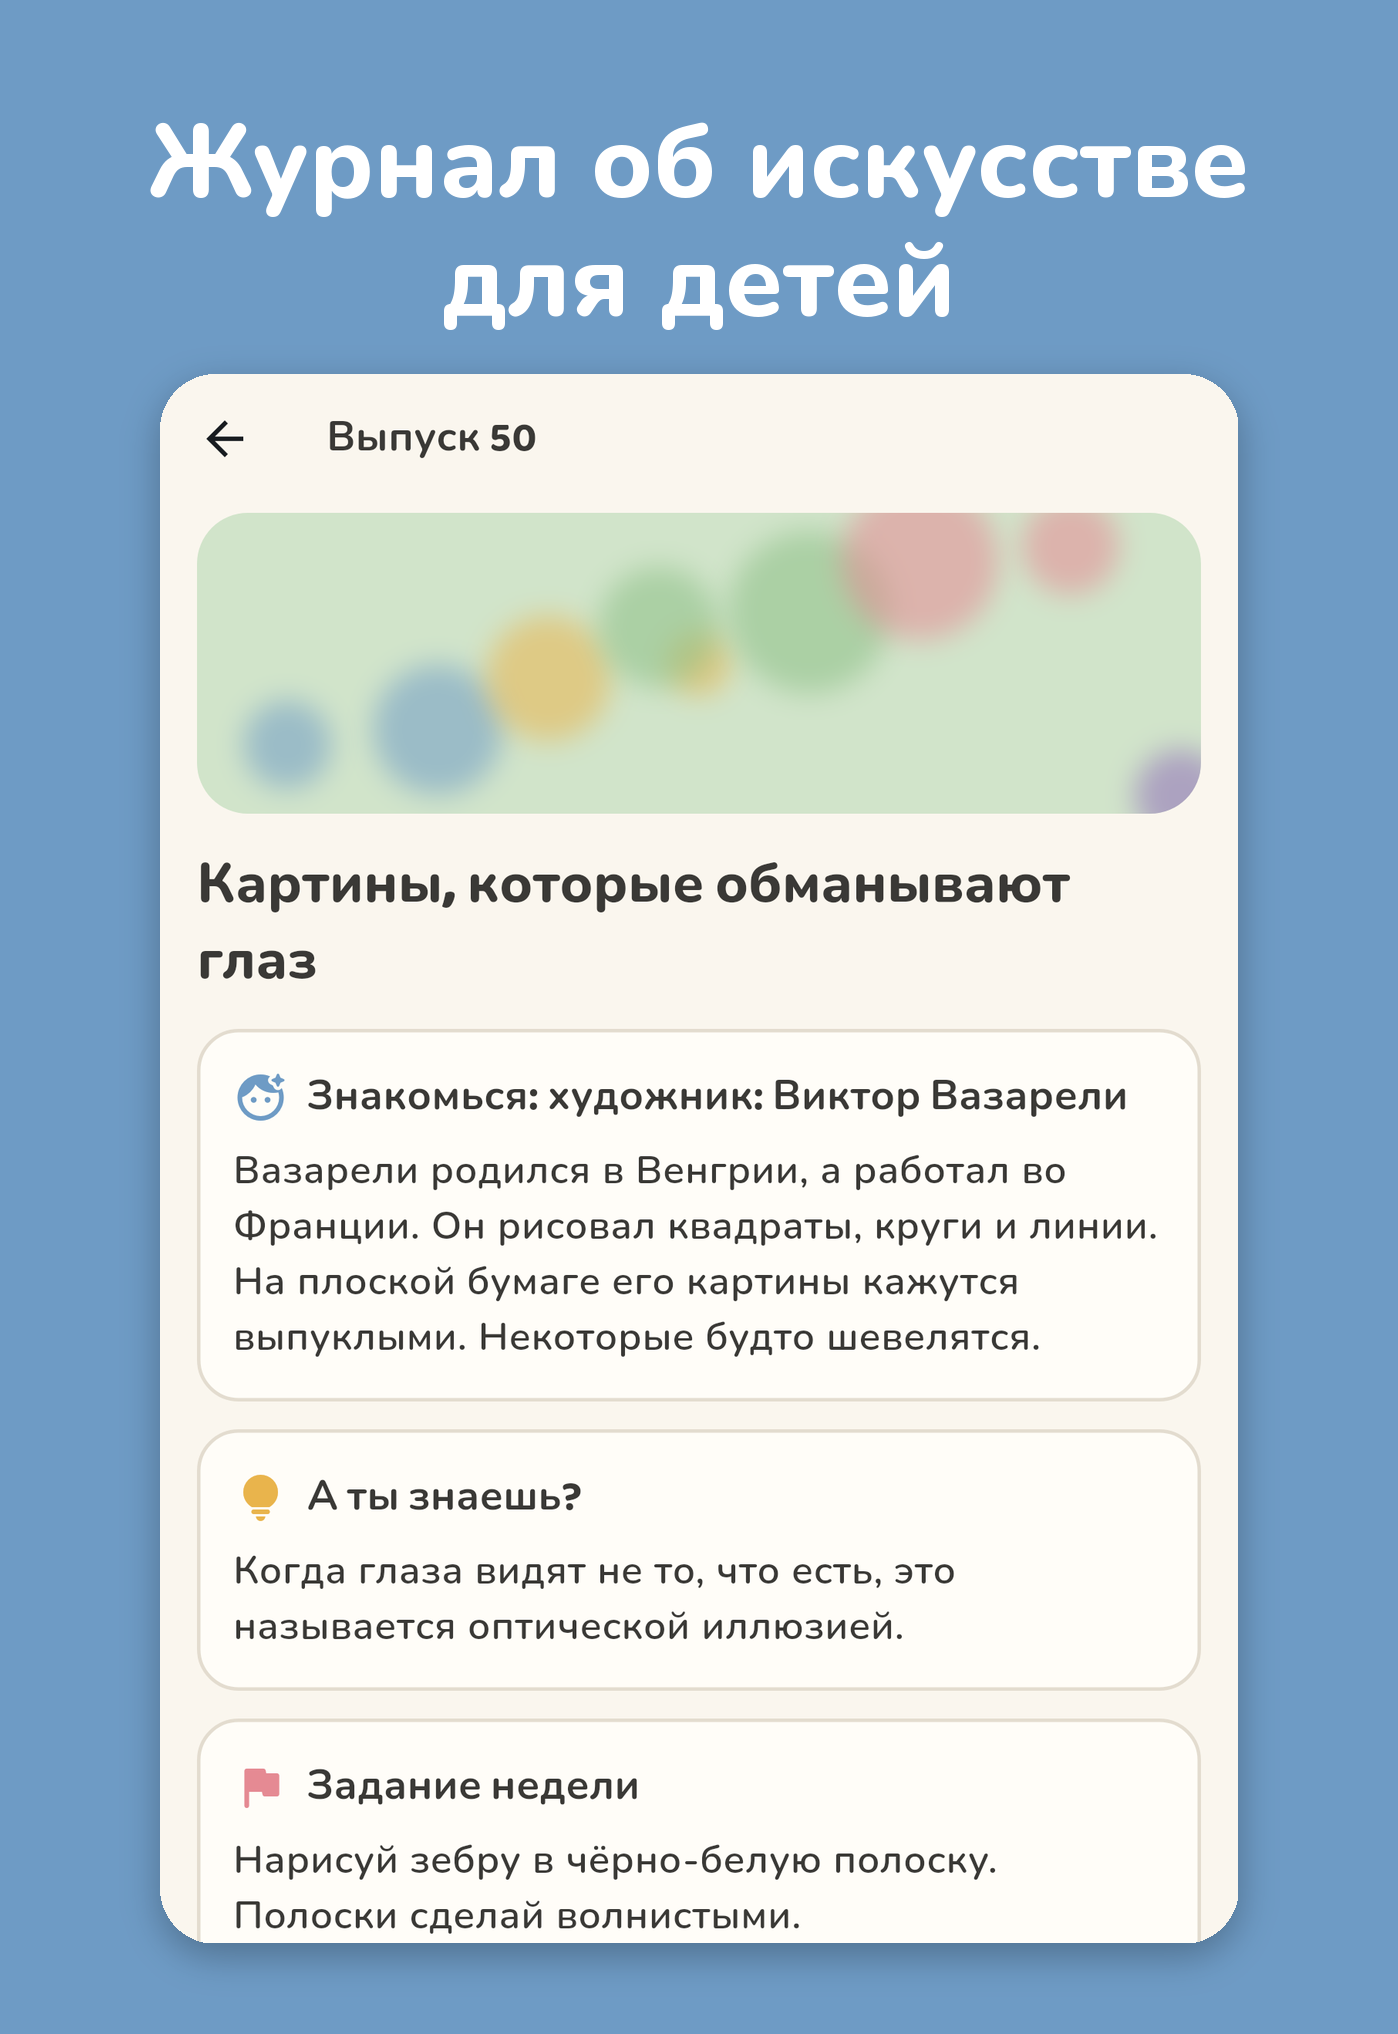 Журнал об искусстве
для детей
Выпуск 50
Картины, которые обманывают
глаз
Знакомься: художник: Виктор Вазарели
Вазарели родился в Венгрии, а работал во
Франции. Он рисовал квадраты, круги и линии.
На плоской бумаге его картины кажутся
выпуклыми. Некоторые будто шевелятся.
А ты знаешь?
Когда глаза видят не то, что есть, это
называется оптической иллюзией.
Задание недели
Нарисуй зебру в чёрно-белую полоску.
Полоски сделай волнистыми.